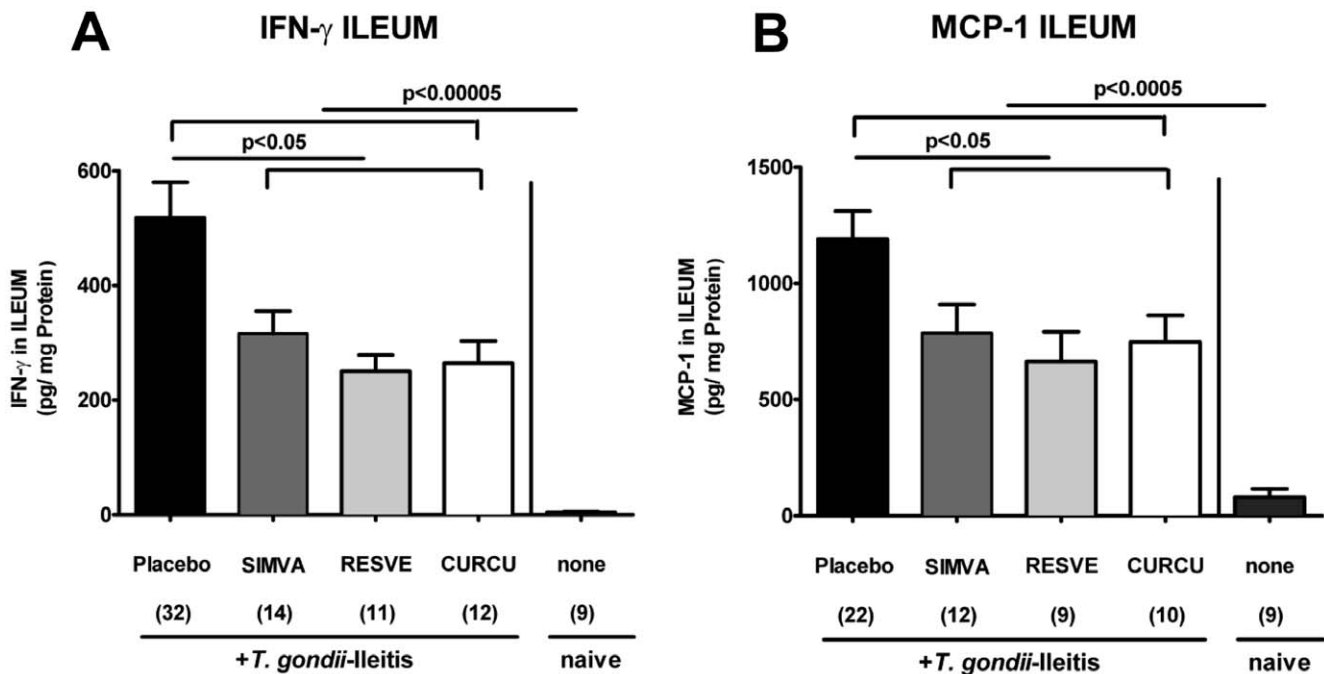 A
IFN-γ ILEUM
p<0.00005
p<0.05
600
400
200
0
IFN-γ in ILEUM
(pg/ mg Protein)
Placebo SIMVA RESVE CURCU none
(32) (14) (11) (12) (9)
+T. gondii-Ileitis naive
B
MCP-1 ILEUM
p<0.0005
p<0.05
1500
1000
500
0
MCP-1 in ILEUM
(pg/ mg Protein)
Placebo SIMVA RESVE CURCU none
(22) (12) (9) (10) (9)
+T. gondii-Ileitis naive